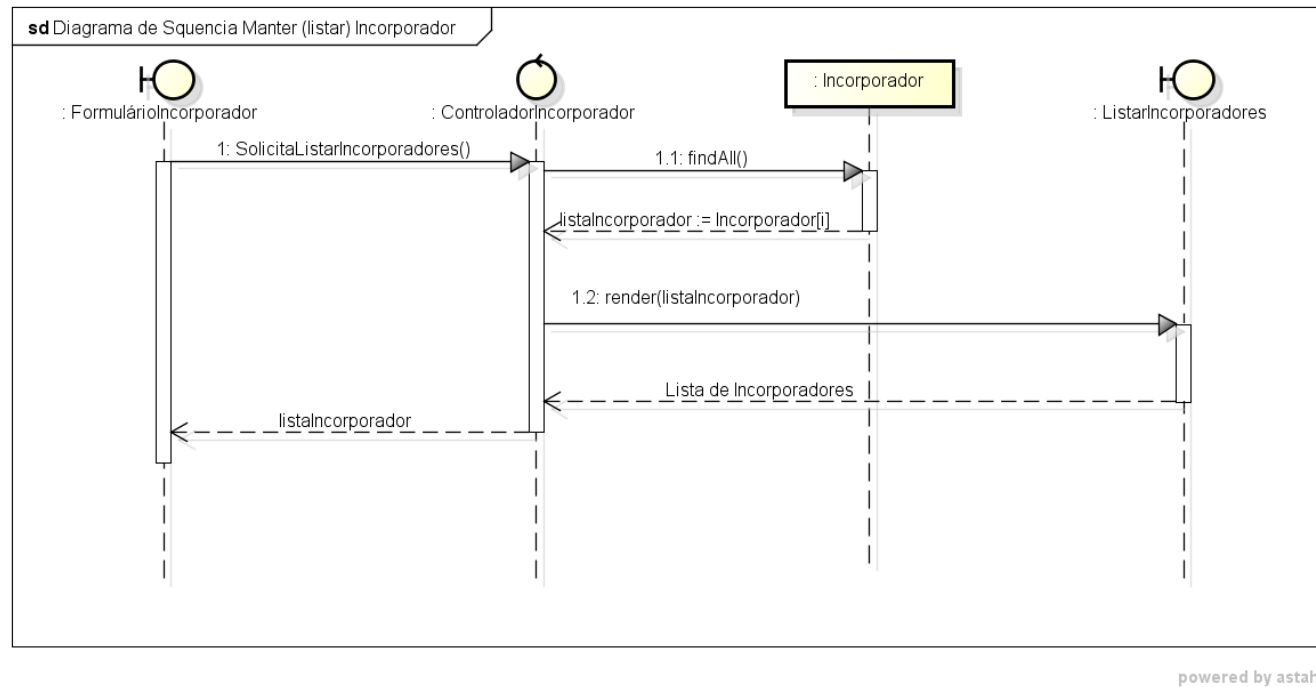 sd Diagrama de Squencia Manter (listar) Incorporador
: FormulárioIncorporador
: ControladorIncorporador
: Incorporador
: ListarIncorporadores
1: SolicitaListarIncorporadores()
1.1: findAll()
listaIncorporador := Incorporador[i]
1.2: render(listaIncorporador)
Lista de Incorporadores
listaIncorporador
powered by astah